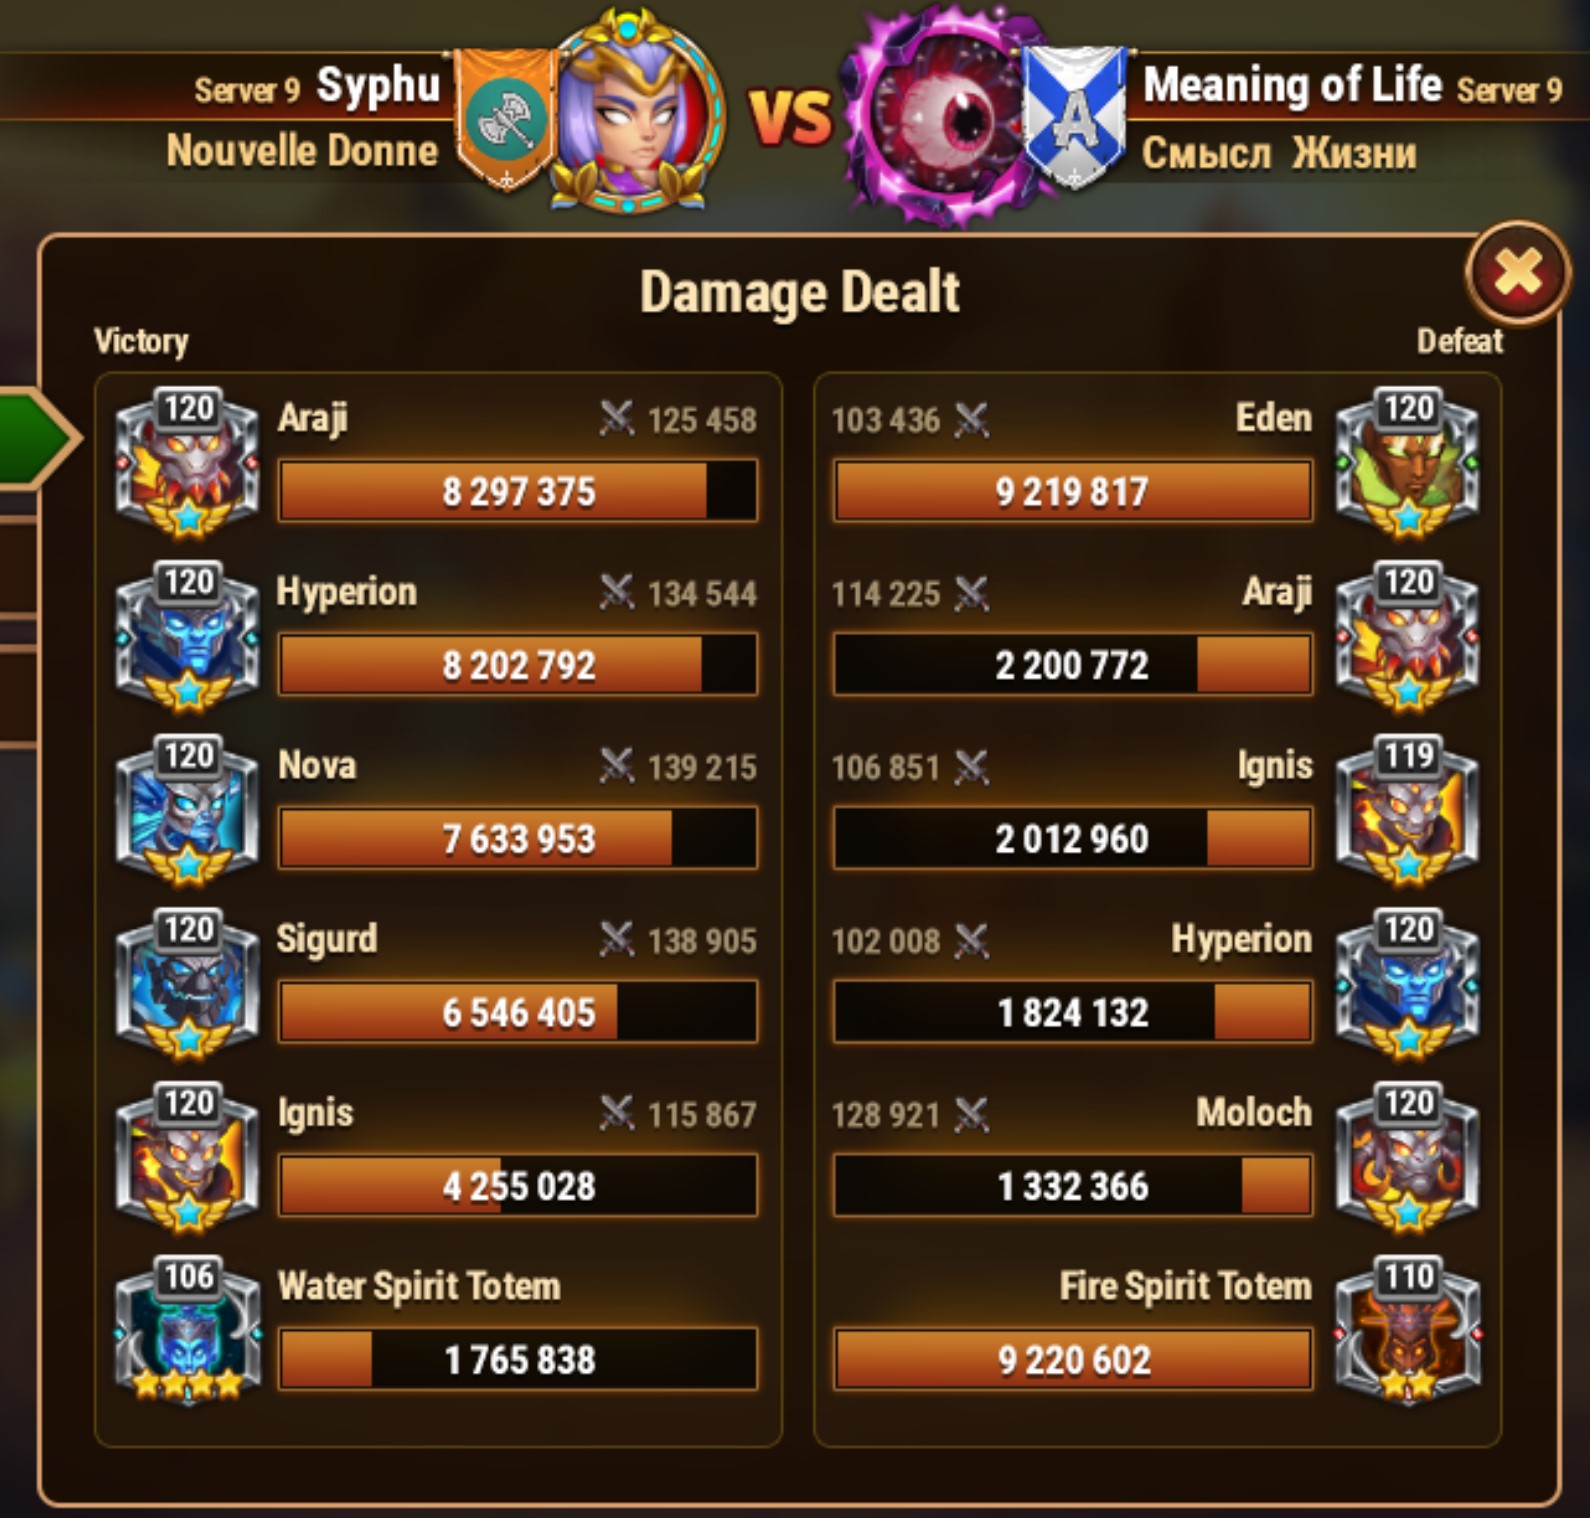 Server 9 Syphu
Nouvelle Donne
VS
A
Meaning of Life Server 9
Смысл Жизни
Damage Dealt
Victory
Defeat
120 Araji 125 458
8 297 375
120 Hyperion 134 544
8 202 792
120 Nova 139 215
7 633 953
120 Sigurd 138 905
6 546 405
120 Ignis 115 867
4 255 028
106 Water Spirit Totem
1 765 838
103 436 Eden 120
9 219 817
114 225 Araji 120
2 200 772
106 851 Ignis 119
2 012 960
102 008 Hyperion 120
1 824 132
128 921 Moloch 120
1 332 366
Fire Spirit Totem 110
9 220 602